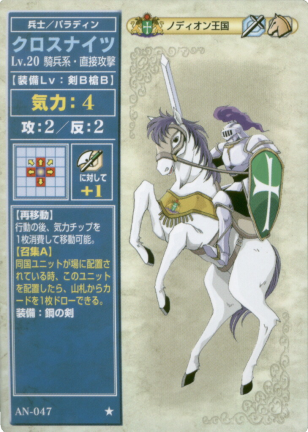 兵士／パラディン
ノディオン王国
クロスナイツ
Lv.20 騎兵系・直接攻撃
【装備Lv：剣B槍B】
気力：4
攻：2／反：2
に対して
+1
【再移動】
行動の後、気力チップを
1枚消費して移動可能。
【召集A】
同国ユニットが場に配置
されている時、このユニット
を配置したら、山札からカ
ードを1枚ドローできる。
装備：鋼の剣
AN-047